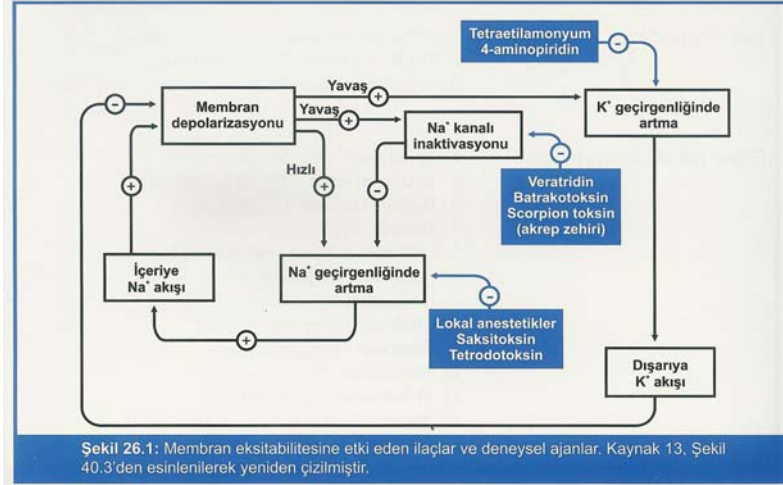 Tetraetilamonyum
4-aminopiridin
Yavaş
Membran
depolarizasyonu
Yavaş
K⁺ geçirgenliğinde
artma
Na⁺ kanalı
inaktivasyonu
Hızlı
Veratridin
Batrakotoksin
Scorpion toksin
(akrep zehiri)
İçeriye
Na⁺ akışı
Na⁺ geçirgenliğinde
artma
Lokal anestetikler
Saksitoksin
Tetrodotoksin
Dışarıya
K⁺ akışı
Şekil 26.1: Membran eksitabilitesine etki eden ilaçlar ve deneysel ajanlar. Kaynak 13, Şekil
40.3'den esinlenilerek yeniden çizilmiştir.